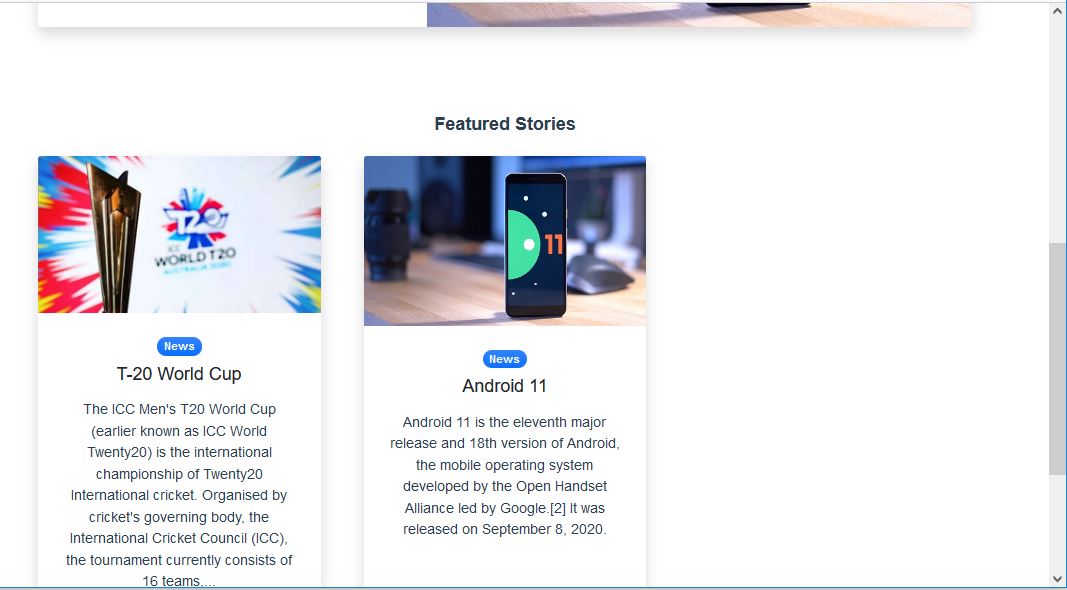 Featured Stories
T20
ICC
WORLD T20
AUSTRALIA 2020
News
T-20 World Cup
The ICC Men's T20 World Cup
(earlier known as ICC World
Twenty20) is the international
championship of Twenty20
International cricket. Organised by
cricket's governing body, the
International Cricket Council (ICC),
the tournament currently consists of
16 teams,...
11
News
Android 11
Android 11 is the eleventh major
release and 18th version of Android,
the mobile operating system
developed by the Open Handset
Alliance led by Google.[2] It was
released on September 8, 2020.